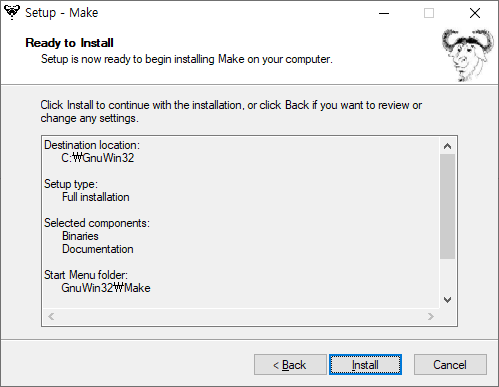 Setup - Make
Ready to Install
Setup is now ready to begin installing Make on your computer.
Click Install to continue with the installation, or click Back if you want to review or
change any settings.
Destination location:
C:₩GnuWin32
Setup type:
Full installation
Selected components:
Binaries
Documentation
Start Menu folder:
GnuWin32₩Make
< Back
Install
Cancel